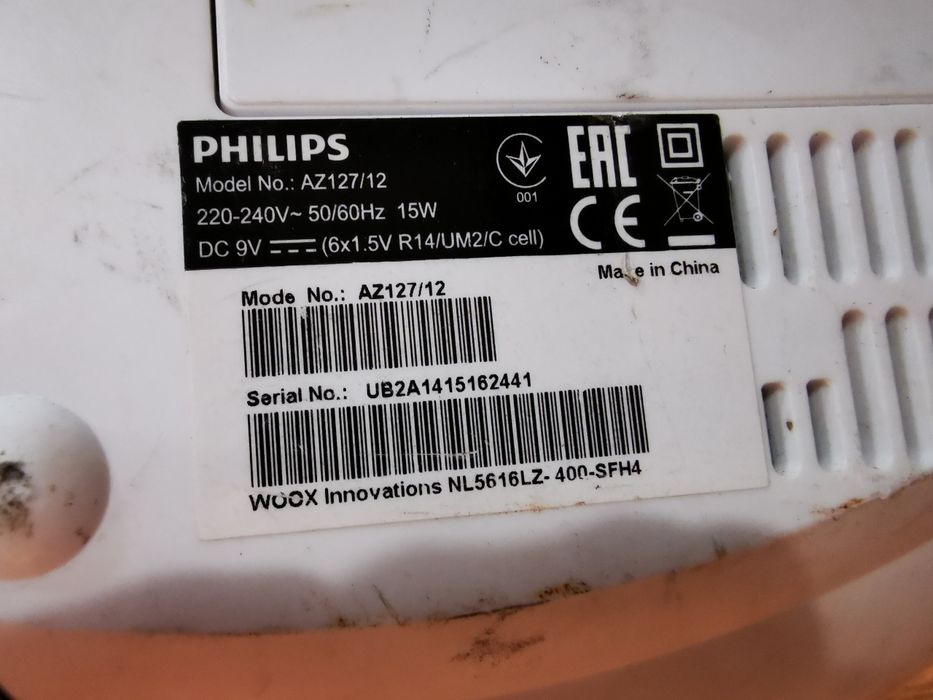 PHILIPS
Model No.: AZ127/12
220-240V~ 50/60Hz 15W
DC 9V ⎓ (6x1.5V R14/UM2/C cell)
001
EAC
CE
Made in China
Mode No.: AZ127/12
Serial No.: UB2A1415162441
WOOX Innovations NL5616LZ- 400-SFH4